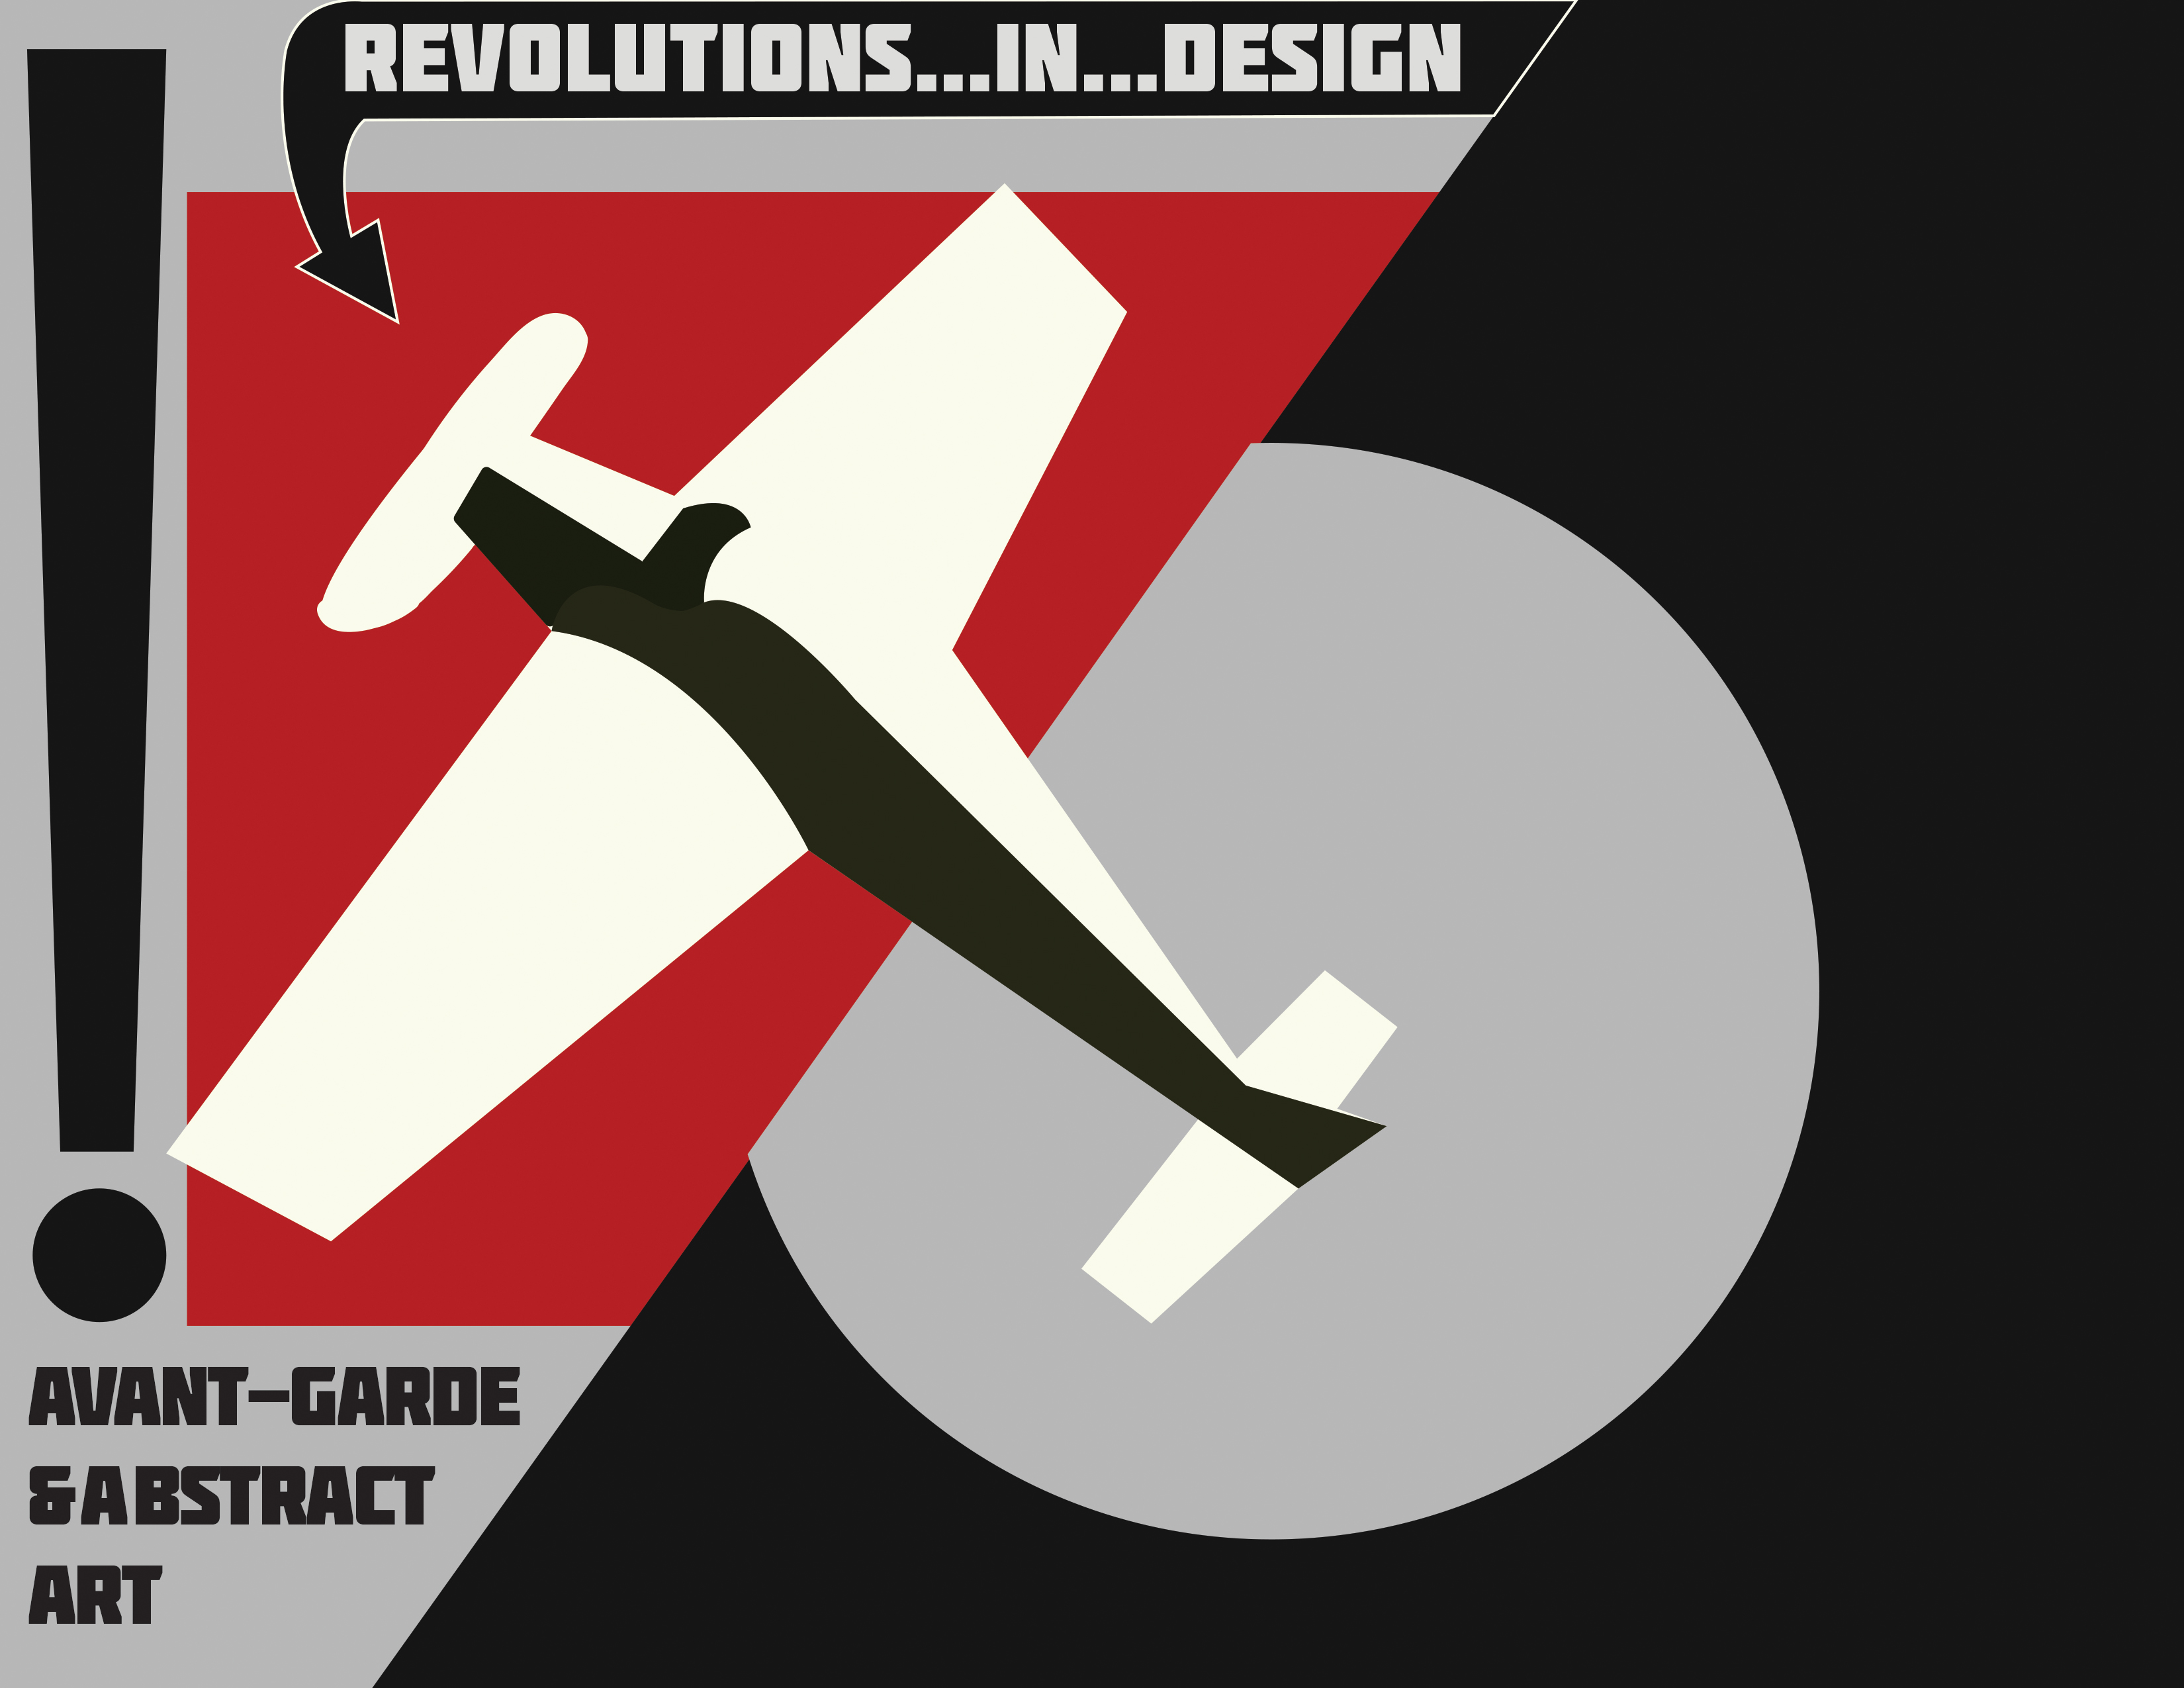 REVOLUTIONS...IN...DESIGN
!
AVANT-GARDE
&ABSTRACT
ART